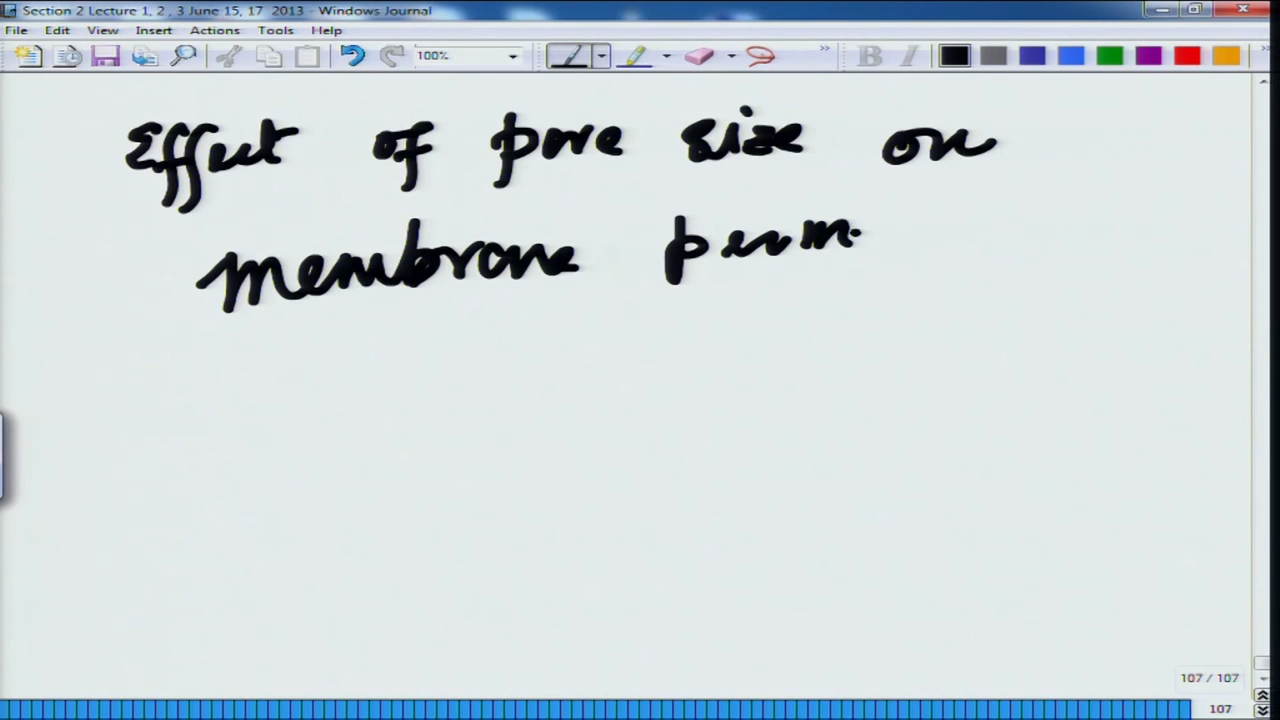 Section 2 Lecture 1, 2 , 3 June 15, 17 2013 - Windows Journal
File Edit View Insert Actions Tools Help
100% B I
Effect of pore size on
membrane perm.
107 / 107
107